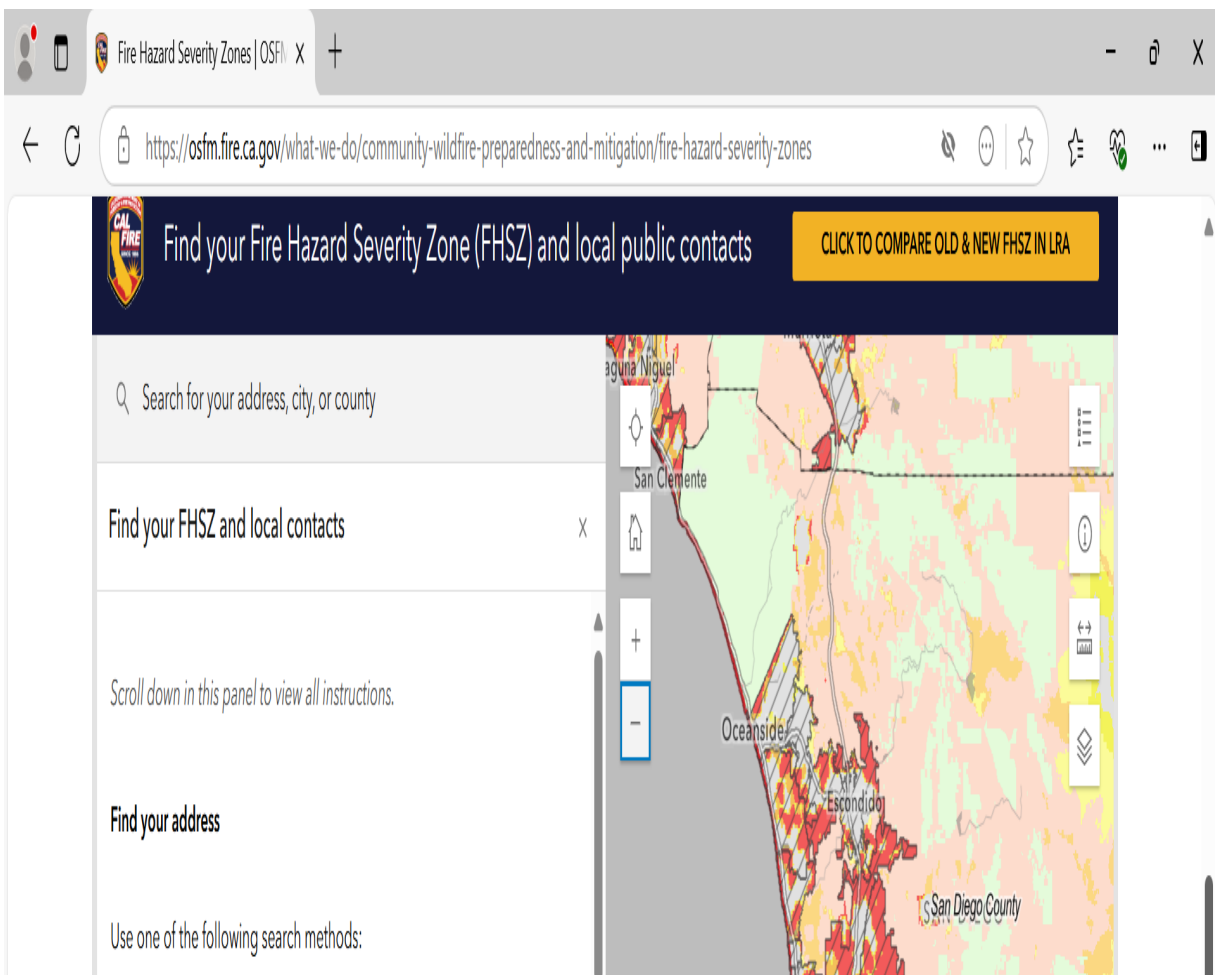 Fire Hazard Severity Zones | OSFM
https://osfm.fire.ca.gov/what-we-do/community-wildfire-preparedness-and-mitigation/fire-hazard-severity-zones
CAL
FIRE
Find your Fire Hazard Severity Zone (FHSZ) and local public contacts
CLICK TO COMPARE OLD & NEW FHSZ IN LRA
Search for your address, city, or county
aguna Niguel
San Clemente
Find your FHSZ and local contacts
Scroll down in this panel to view all instructions.
Oceanside
Find your address
Escondido
San Diego County
Use one of the following search methods: